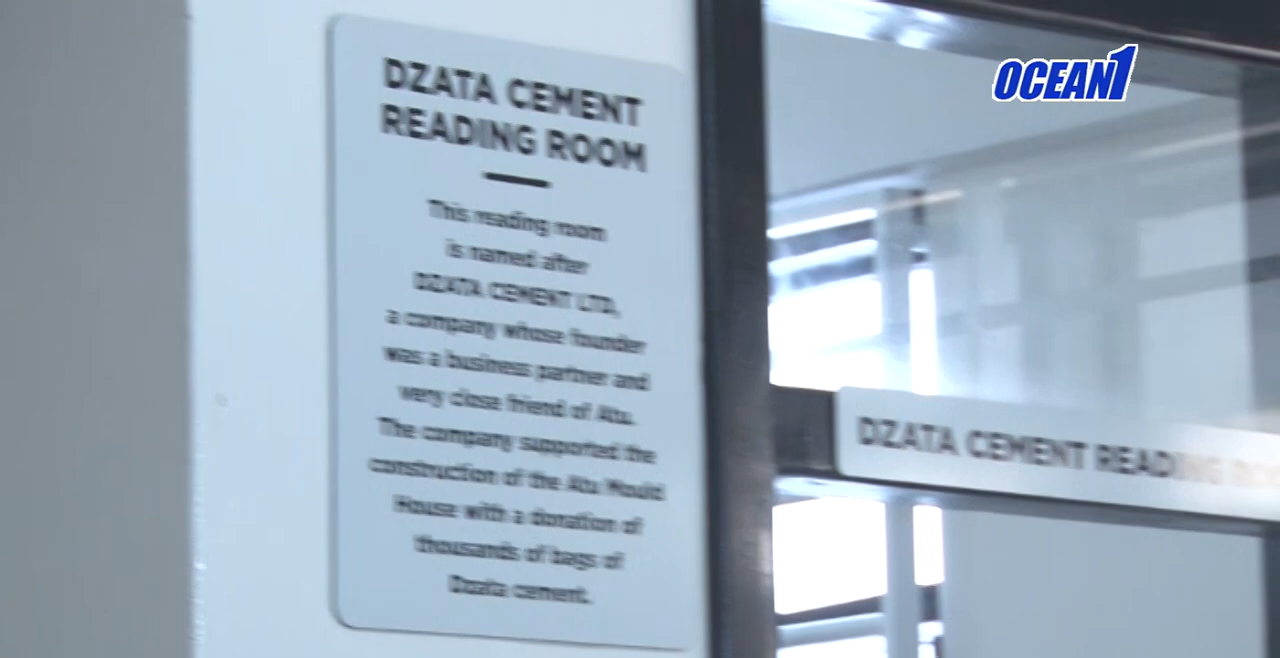 DZATA CEMENT
READING ROOM
This reading room
is named after
DZATA CEMENT LTD,
a company whose founder
was a business partner and
very close friend of Atu.
The company supported the
construction of the Atu Mould
House with a donation of
thousands of bags of
Dzata cement.
OCEAN1
DZATA CEMENT READING